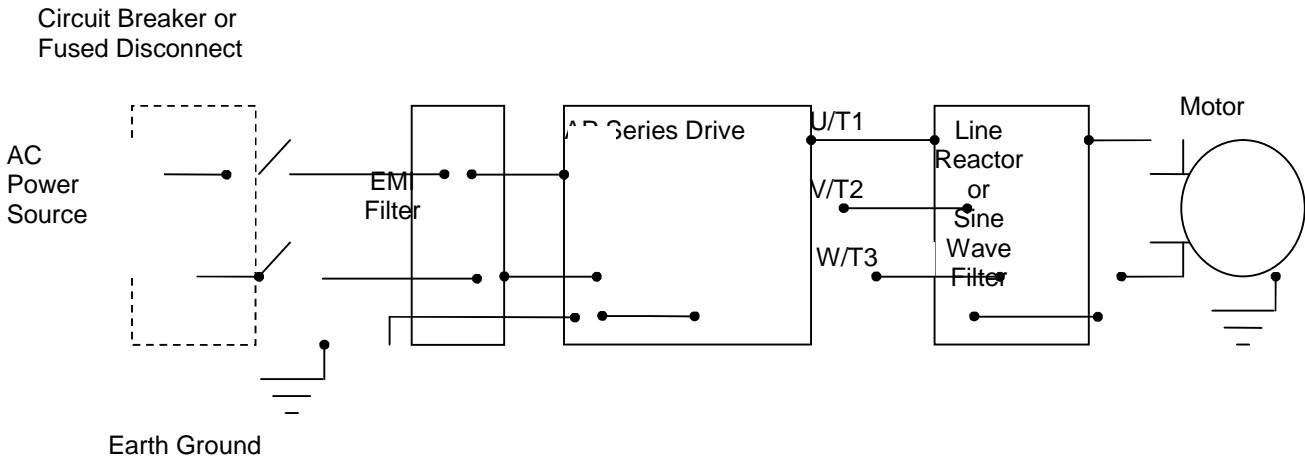 Circuit Breaker or
Fused Disconnect
AC
Power
Source
EMI
Filter
Series Drive
U/T1
V/T2
W/T3
Line
Reactor
or
Sine
Wave
Filter
Motor
Earth Ground